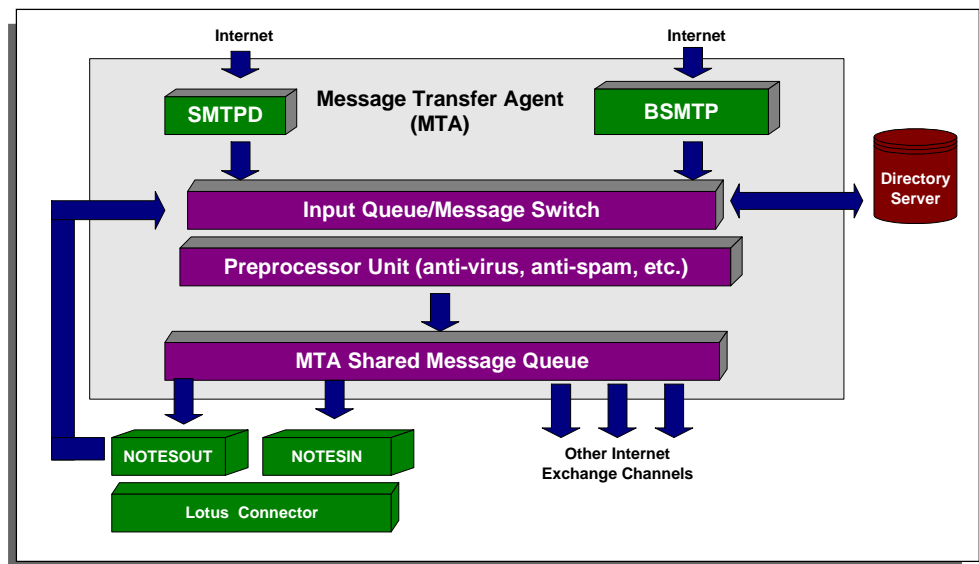 Internet
Internet
SMTPD
Message Transfer Agent
(MTA)
BSMTP
Directory
Server
Input Queue/Message Switch
Preprocessor Unit (anti-virus, anti-spam, etc.)
MTA Shared Message Queue
NOTESOUT
NOTESIN
Other Internet
Exchange Channels
Lotus Connector